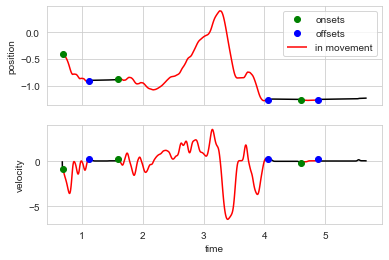 0.0
−0.5
−1.0
position
onsets
offsets
in movement
0
−5
velocity
1 2 3 4 5
time